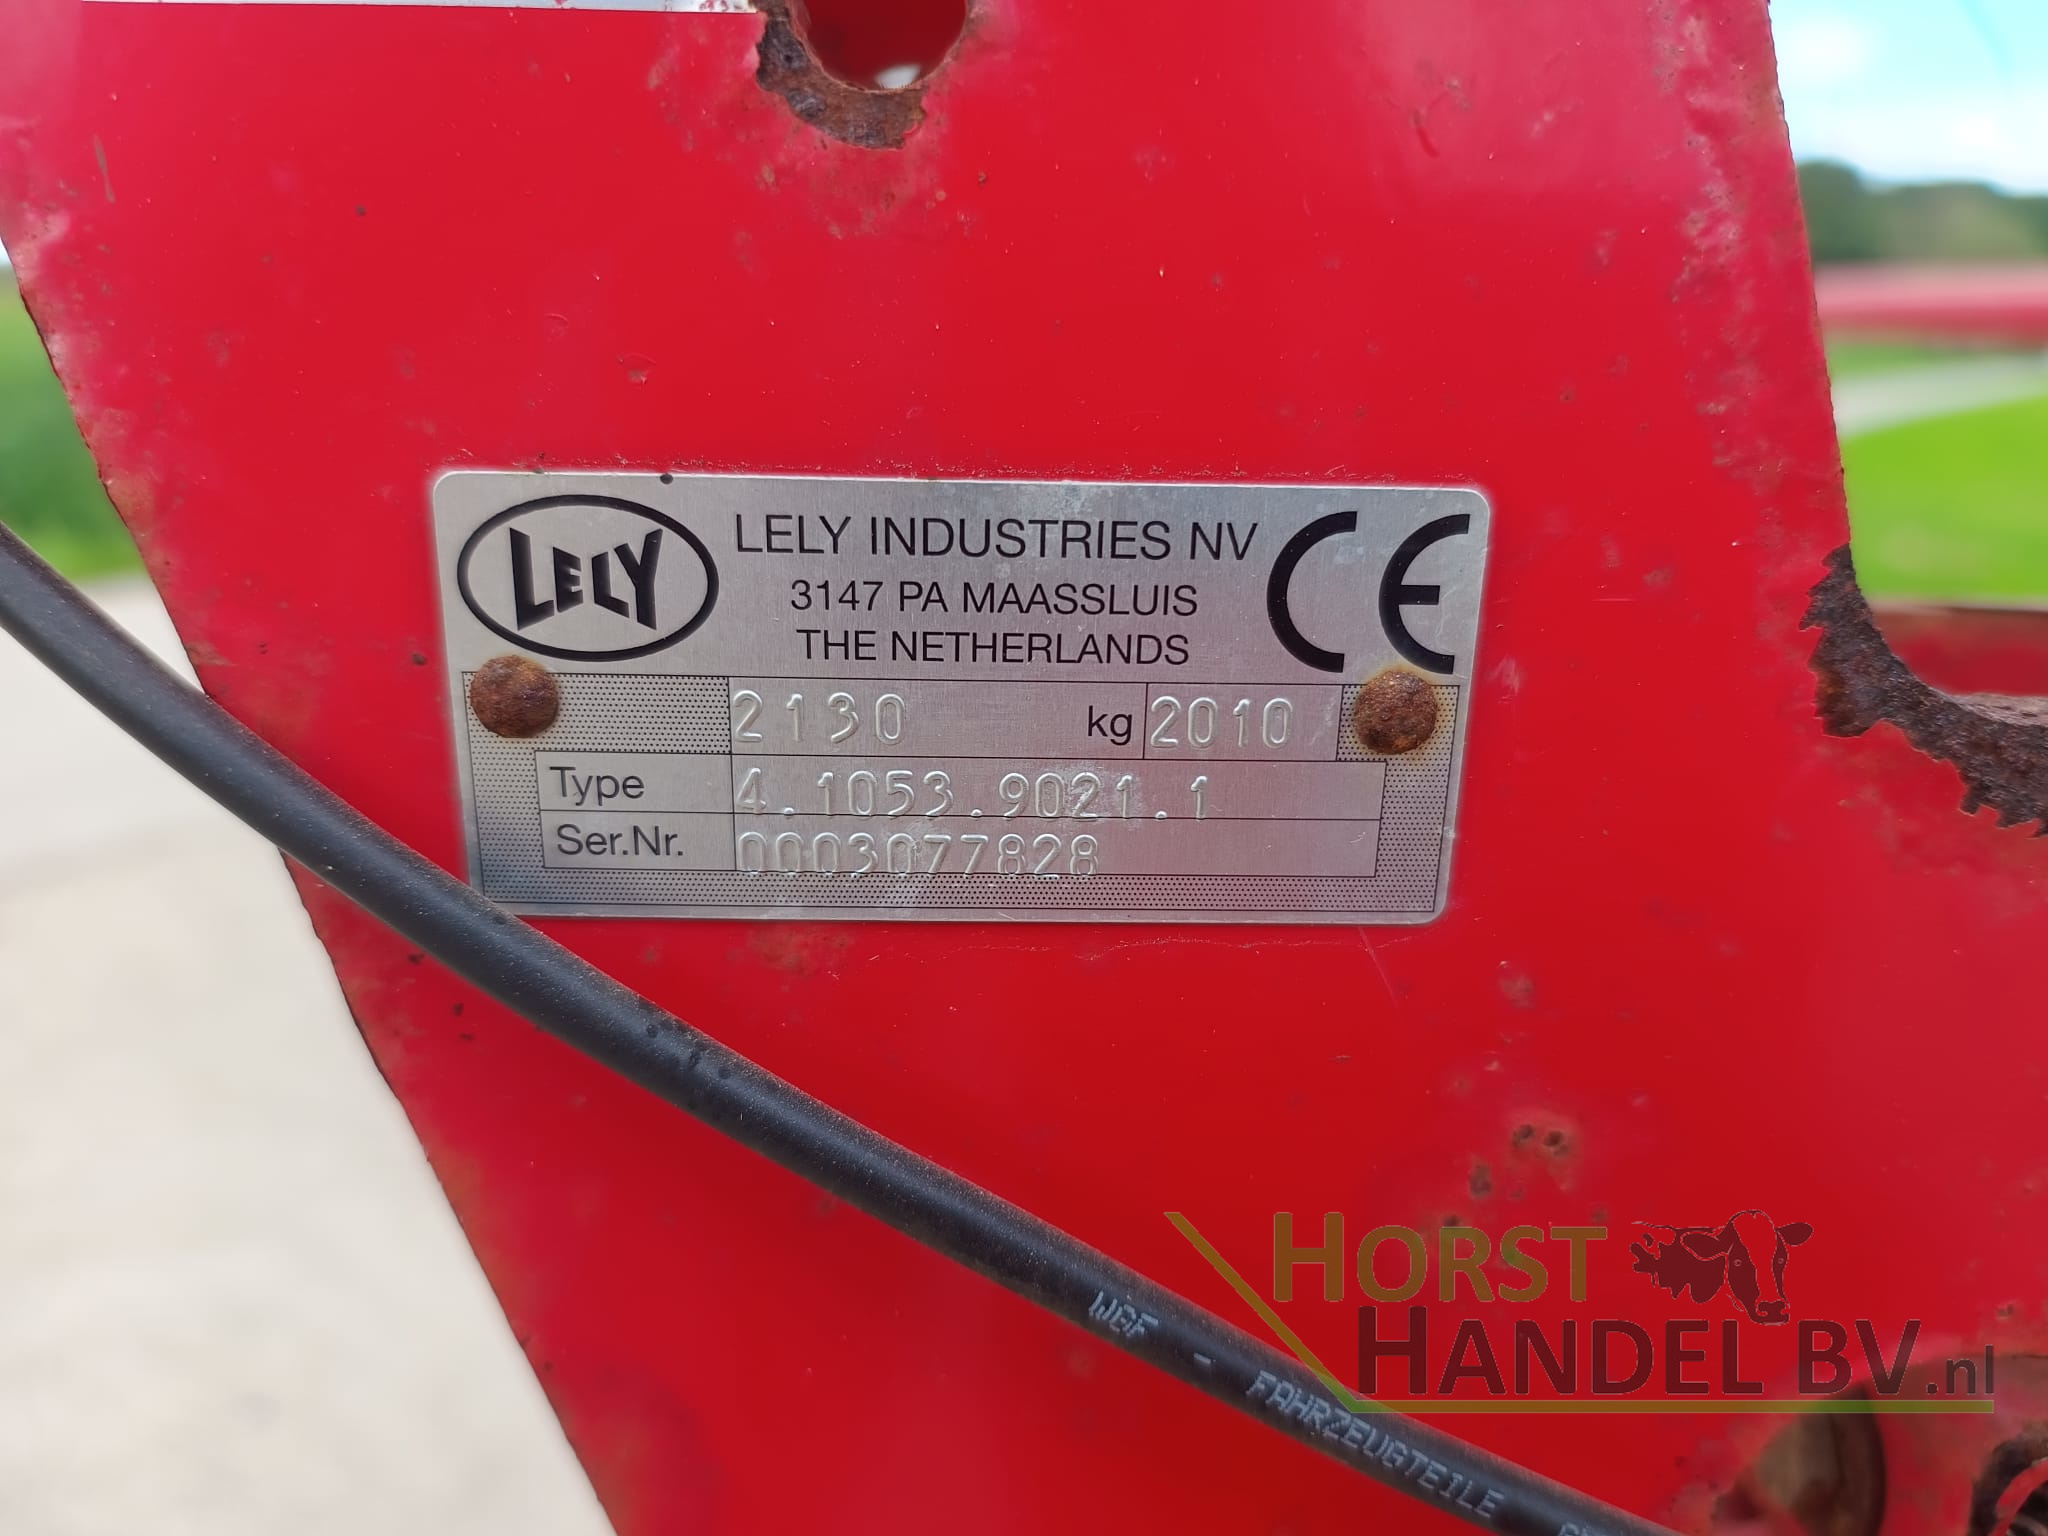 LELY
LELY INDUSTRIES NV
3147 PA MAASSLUIS
THE NETHERLANDS
CE
2130 kg 2010
Type 4.1053.9021.1
Ser.Nr. 0003077828
WGF - FAHRZEUGTEILE
HORST
HANDEL BV.nl